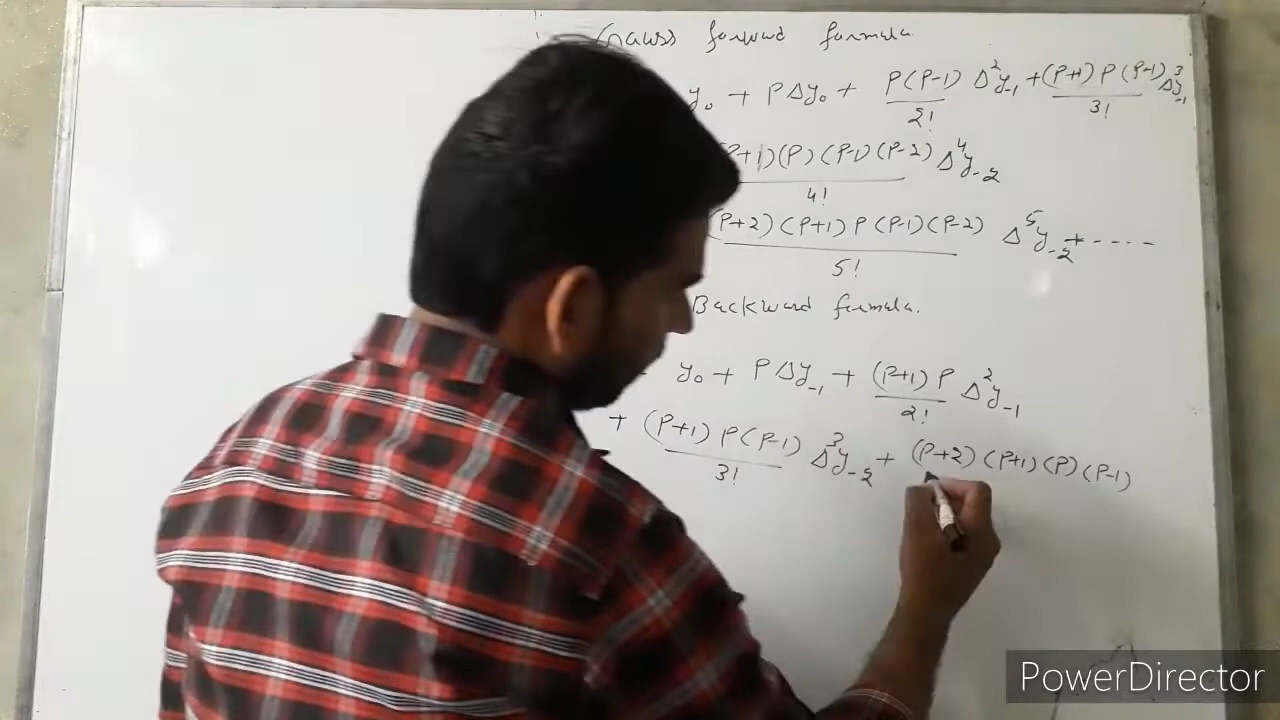 Gauss forward formula.
y₀ + PΔy₀ + P(P-1)/2! Δ²y₋₁ + (P+1) P (P-1)/3! Δ³y₋₁
P+1)(P)(P-1)(P-2)/4! Δ⁴y₋₂
(P+2)(P+1) P (P-1)(P-2)/5! Δ⁵y₋₂ + ----
Backward formula.
y₀ + PΔy₋₁ + (P+1) P/2! Δ²y₋₁
+ (P+1) P (P-1)/3! Δ³y₋₂ + (P+2)(P+1)(P)(P-1)
PowerDirector